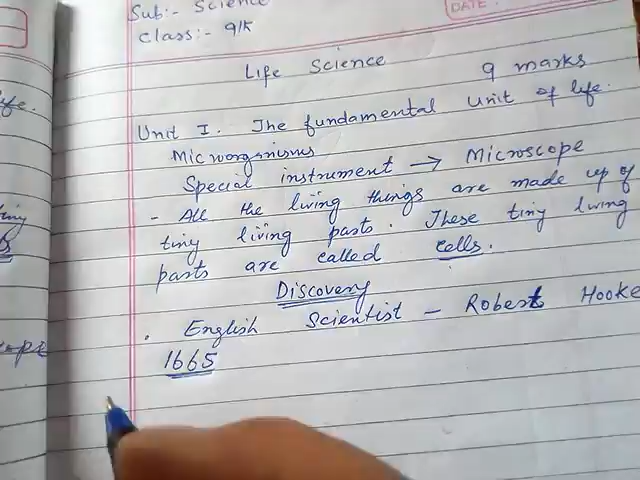 DATE
Sub:- Science
Class:- 9th
Life Science 9 marks
Unit I. The fundamental unit of life.
Microorganisms
Special instrument → Microscope
- All the living things are made up of
tiny living parts. These tiny living
parts are called cells.
Discovery
. English Scientist - Robert Hooke
1665